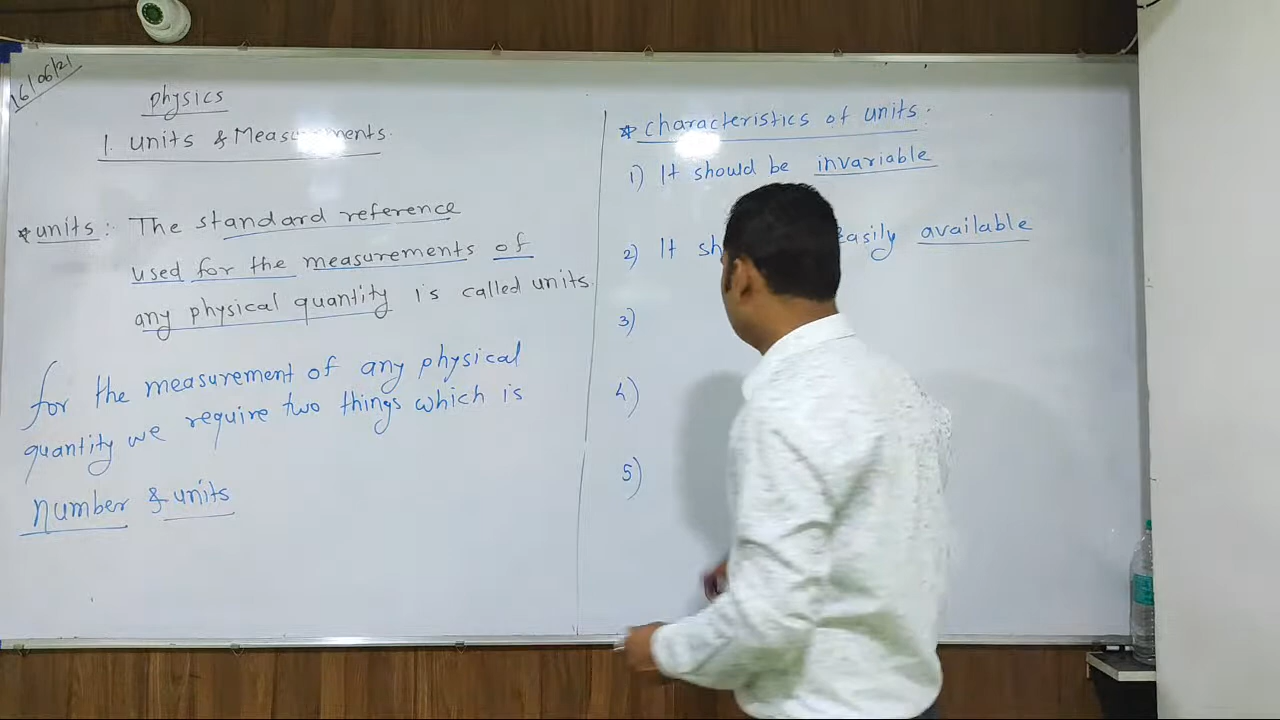 16/06/21
Physics
1. Units & Measurements.
* units: The standard reference
used for the measurements of
any physical quantity is called units.
for the measurement of any physical
quantity we require two things which is
number & units
* characteristics of units.
1) It should be invariable
2) It sh easily available
3)
4)
5)